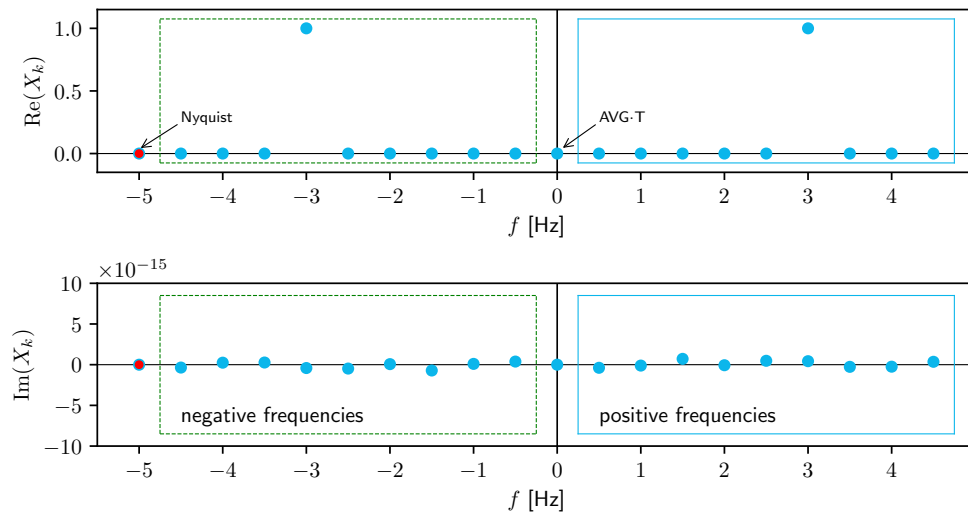 Re(X_k)
1.0
0.5
0.0
Nyquist
AVG·T
−5 −4 −3 −2 −1 0 1 2 3 4
f [Hz]
×10^−15
Im(X_k)
10
5
0
−5
−10
negative frequencies positive frequencies
−5 −4 −3 −2 −1 0 1 2 3 4
f [Hz]